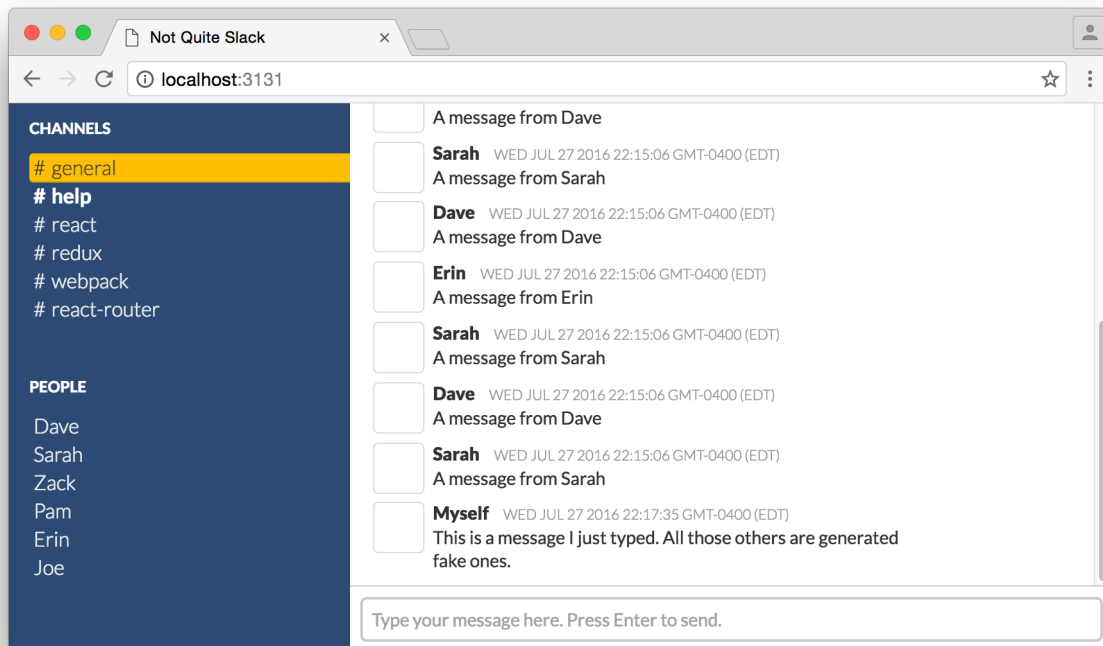 Not Quite Slack
localhost:3131
CHANNELS
# general
# help
# react
# redux
# webpack
# react-router
PEOPLE
Dave
Sarah
Zack
Pam
Erin
Joe
A message from Dave
Sarah WED JUL 27 2016 22:15:06 GMT-0400 (EDT)
A message from Sarah
Dave WED JUL 27 2016 22:15:06 GMT-0400 (EDT)
A message from Dave
Erin WED JUL 27 2016 22:15:06 GMT-0400 (EDT)
A message from Erin
Sarah WED JUL 27 2016 22:15:06 GMT-0400 (EDT)
A message from Sarah
Dave WED JUL 27 2016 22:15:06 GMT-0400 (EDT)
A message from Dave
Sarah WED JUL 27 2016 22:15:06 GMT-0400 (EDT)
A message from Sarah
Myself WED JUL 27 2016 22:17:35 GMT-0400 (EDT)
This is a message I just typed. All those others are generated
fake ones.
Type your message here. Press Enter to send.